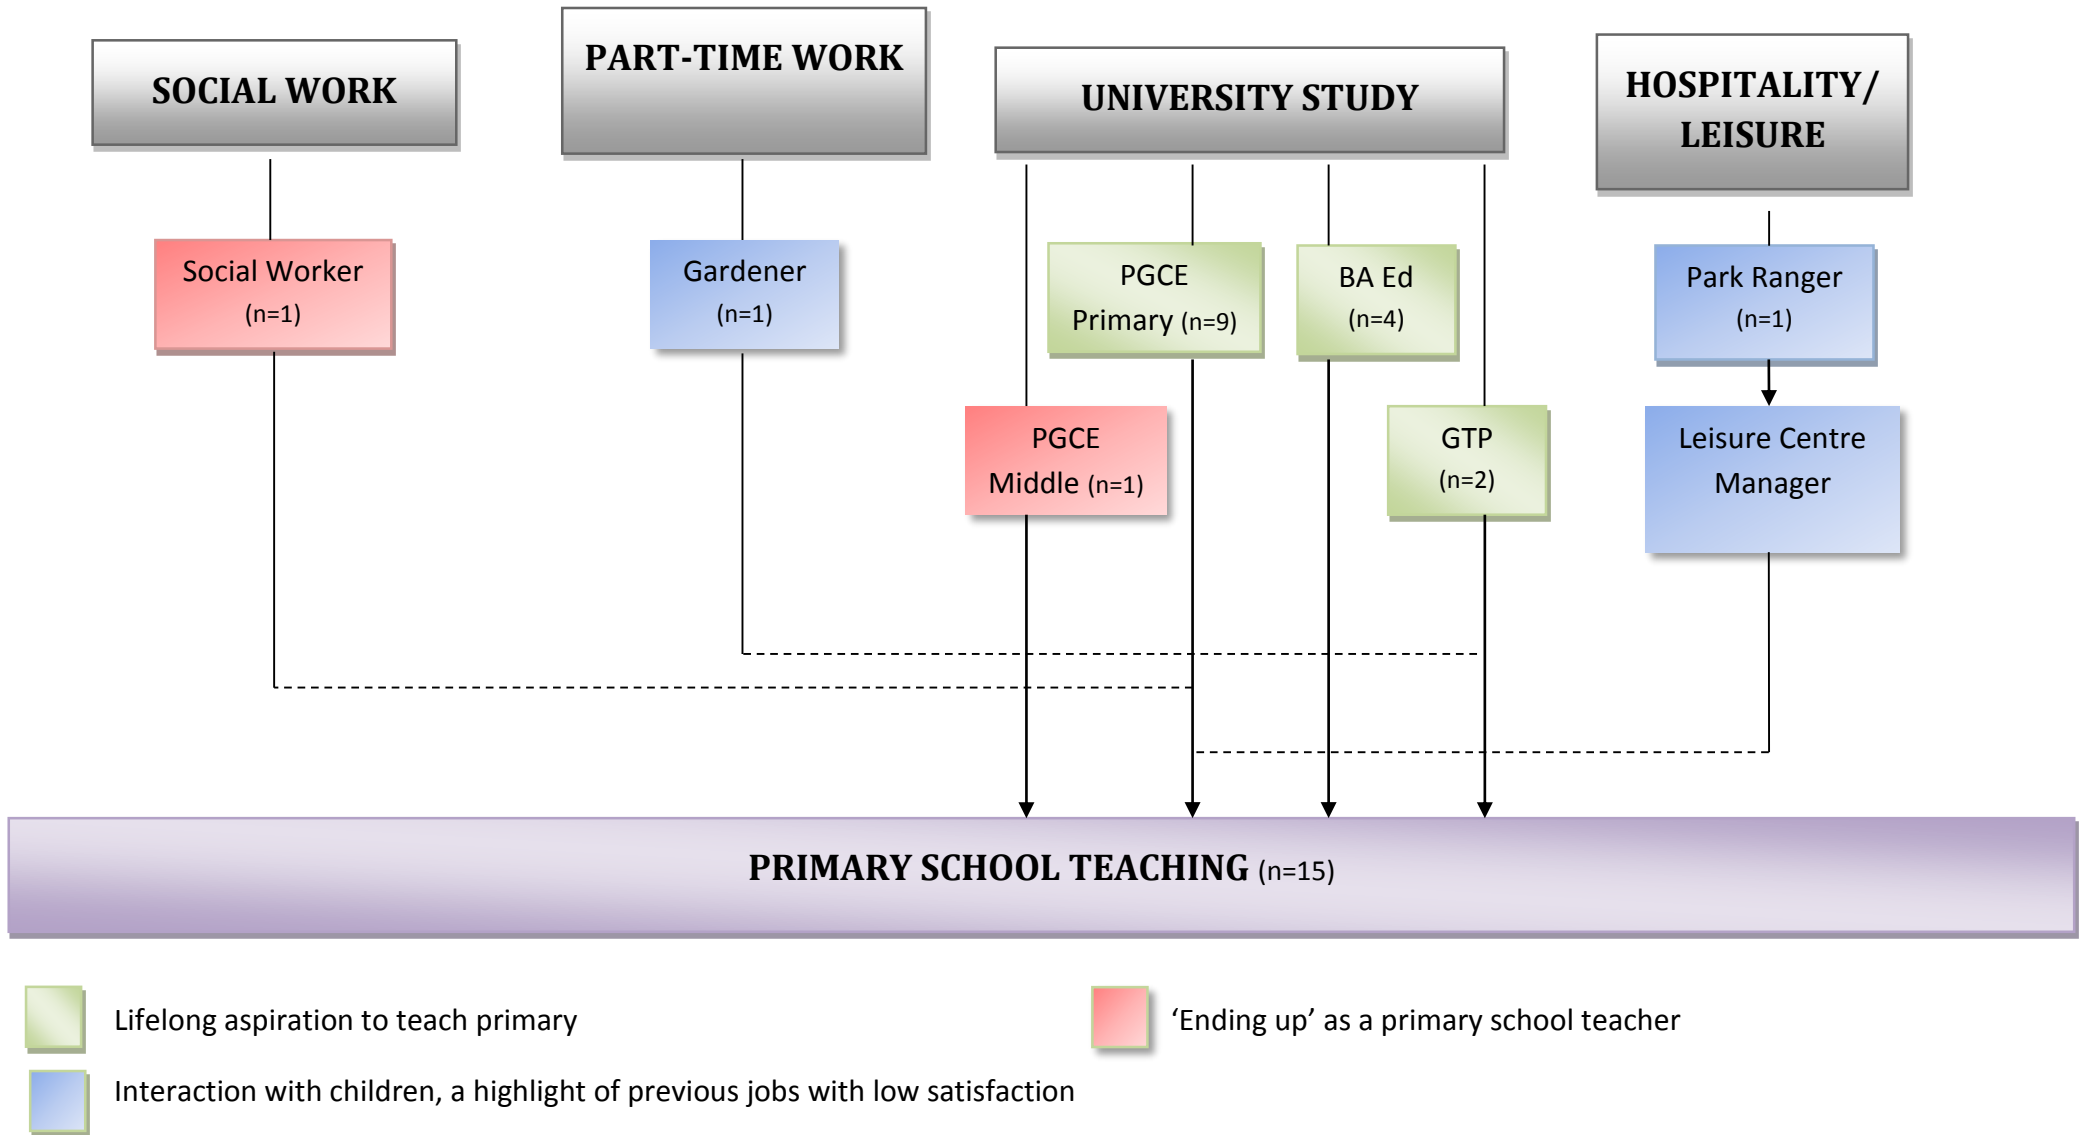 SOCIAL WORK
PART-TIME WORK
UNIVERSITY STUDY
HOSPITALITY/
LEISURE
Social Worker
(n=1)
Gardener
(n=1)
PGCE
Primary (n=9)
BA Ed
(n=4)
Park Ranger
(n=1)
PGCE
Middle (n=1)
GTP
(n=2)
Leisure Centre
Manager
PRIMARY SCHOOL TEACHING (n=15)
Lifelong aspiration to teach primary
‘Ending up’ as a primary school teacher
Interaction with children, a highlight of previous jobs with low satisfaction